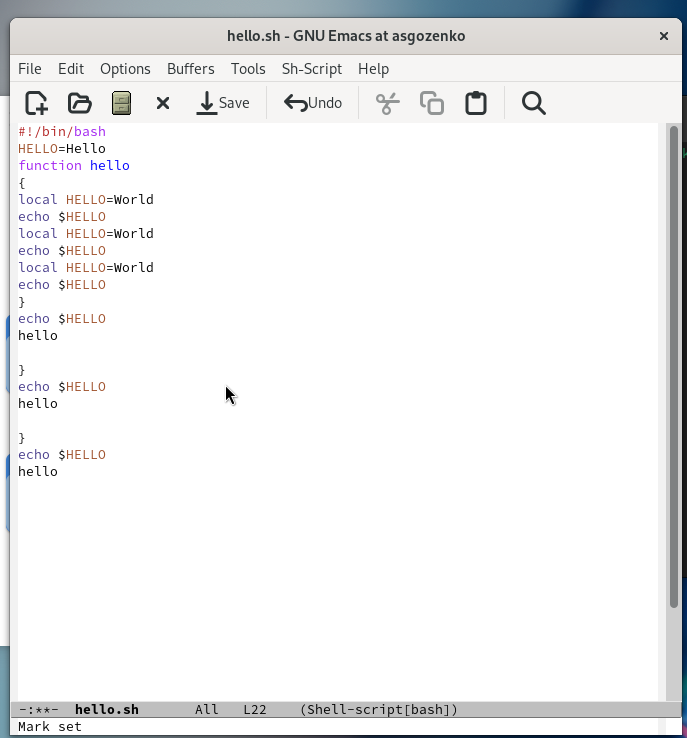 hello.sh - GNU Emacs at asgozenko
File Edit Options Buffers Tools Sh-Script Help
Save Undo
#!/bin/bash
HELLO=Hello
function hello
{
local HELLO=World
echo $HELLO
local HELLO=World
echo $HELLO
local HELLO=World
echo $HELLO
}
echo $HELLO
hello
}
echo $HELLO
hello
}
echo $HELLO
hello
-:**- hello.sh All L22 (Shell-script[bash])
Mark set